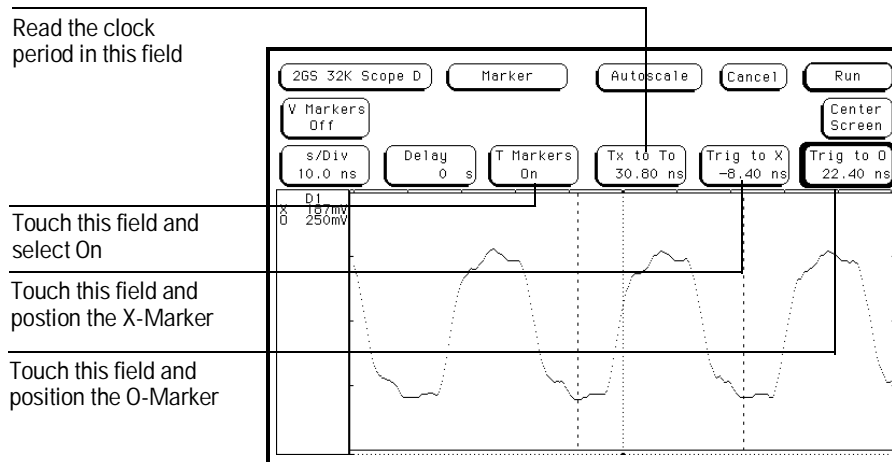 Read the clock
period in this field
2GS 32K Scope D
Marker
Autoscale
Cancel
Run
V Markers
Off
Center
Screen
s/Div
10.0 ns
Delay
0 s
T Markers
On
Tx to To
30.80 ns
Trig to X
-8.40 ns
Trig to O
22.40 ns
D1
X 187mV
O 250mV
Touch this field and
select On
Touch this field and
postion the X-Marker
Touch this field and
position the O-Marker